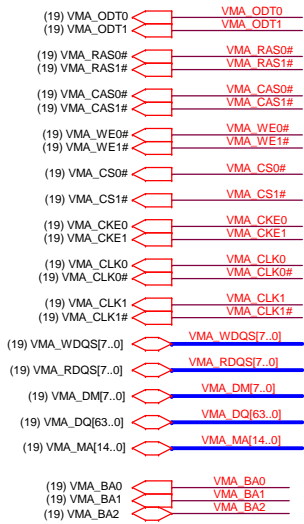 (19) VMA_ODT0 VMA_ODT0
(19) VMA_ODT1 VMA_ODT1
(19) VMA_RAS0# VMA_RAS0#
(19) VMA_RAS1# VMA_RAS1#
(19) VMA_CAS0# VMA_CAS0#
(19) VMA_CAS1# VMA_CAS1#
(19) VMA_WE0# VMA_WE0#
(19) VMA_WE1# VMA_WE1#
(19) VMA_CS0# VMA_CS0#
(19) VMA_CS1# VMA_CS1#
(19) VMA_CKE0 VMA_CKE0
(19) VMA_CKE1 VMA_CKE1
(19) VMA_CLK0 VMA_CLK0
(19) VMA_CLK0# VMA_CLK0#
(19) VMA_CLK1 VMA_CLK1
(19) VMA_CLK1# VMA_CLK1#
(19) VMA_WDQS[7..0] VMA_WDQS[7..0]
(19) VMA_RDQS[7..0] VMA_RDQS[7..0]
(19) VMA_DM[7..0] VMA_DM[7..0]
(19) VMA_DQ[63..0] VMA_DQ[63..0]
(19) VMA_MA[14..0] VMA_MA[14..0]
(19) VMA_BA0 VMA_BA0
(19) VMA_BA1 VMA_BA1
(19) VMA_BA2 VMA_BA2